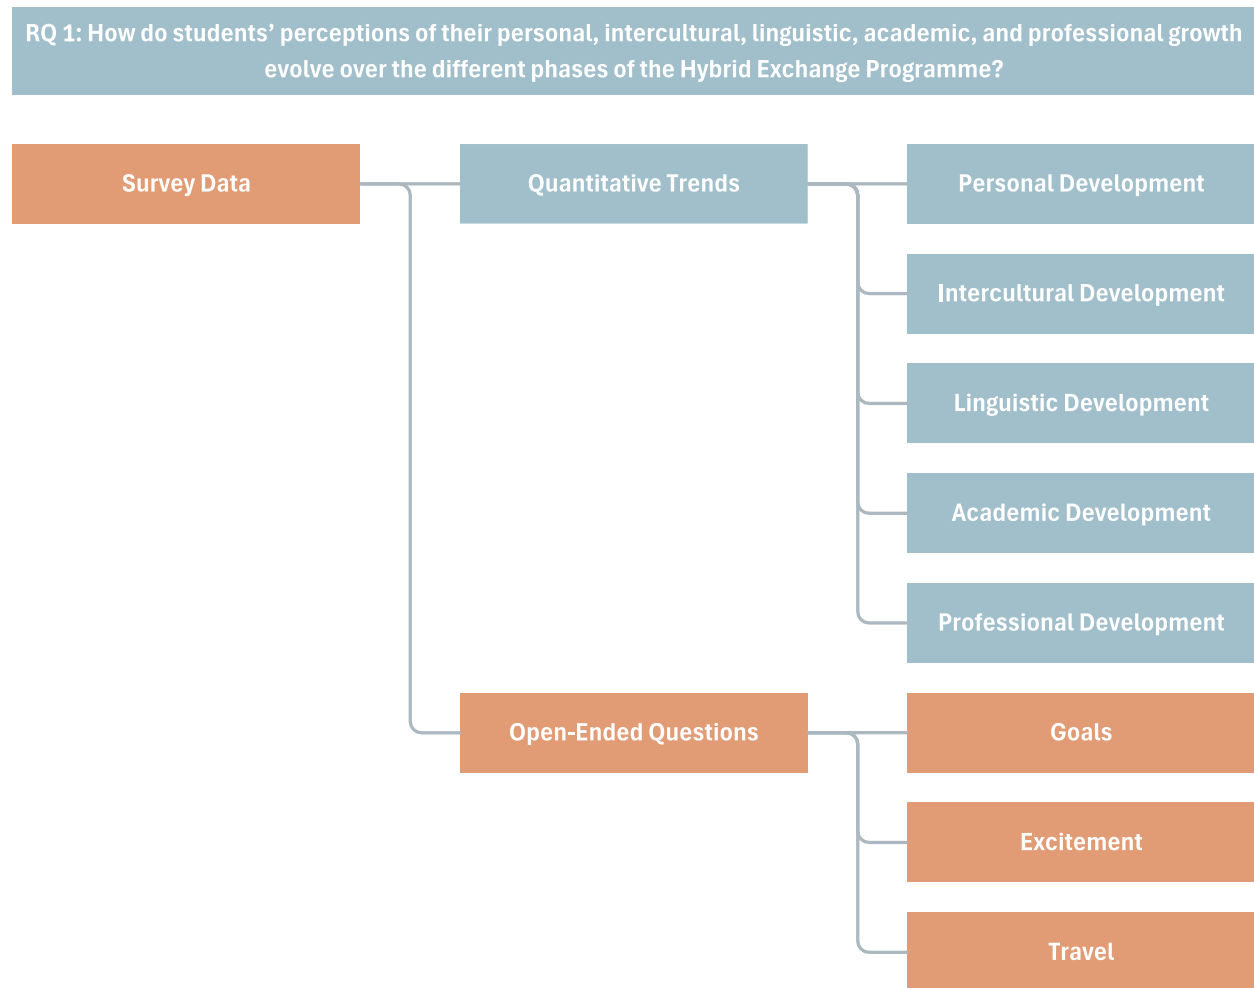 RQ 1: How do students’ perceptions of their personal, intercultural, linguistic, academic, and professional growth
evolve over the different phases of the Hybrid Exchange Programme?
Survey Data
Quantitative Trends
Personal Development
Intercultural Development
Linguistic Development
Academic Development
Professional Development
Open-Ended Questions
Goals
Excitement
Travel